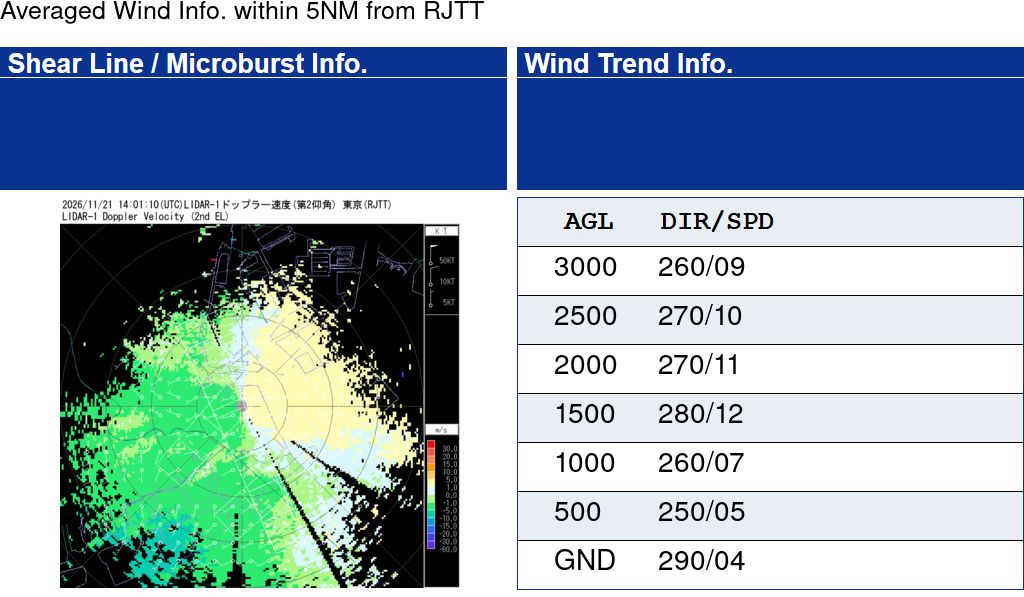 Averaged Wind Info. within 5NM from RJTT
Shear Line / Microburst Info.
Wind Trend Info.
2026/11/21 14:01:10(UTC)LIDAR-1ドップラー速度(第2仰角) 東京(RJTT)
LIDAR-1 Doppler Velocity (2nd EL)
K T
50KT
10KT
5KT
m/s
30.0
20.0
15.0
10.0
5.0
1.0
0.0
-1.0
-5.0
-10.0
-15.0
-20.0
-30.0
-60.0
AGL DIR/SPD
3000 260/09
2500 270/10
2000 270/11
1500 280/12
1000 260/07
500 250/05
GND 290/04